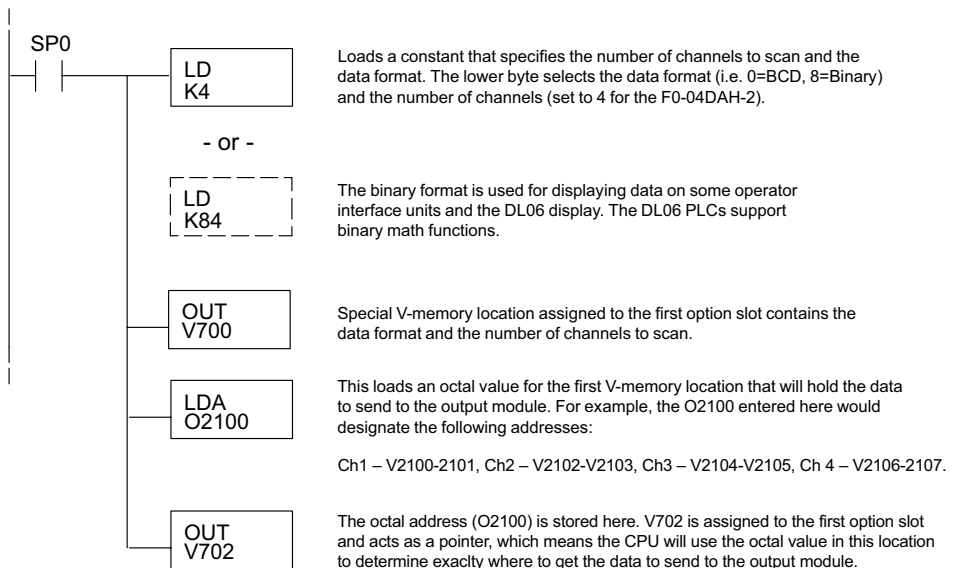 SP0
LD
K4
Loads a constant that specifies the number of channels to scan and the
data format. The lower byte selects the data format (i.e. 0=BCD, 8=Binary)
and the number of channels (set to 4 for the F0-04DAH-2).
- or -
LD
K84
The binary format is used for displaying data on some operator
interface units and the DL06 display. The DL06 PLCs support
binary math functions.
OUT
V700
Special V-memory location assigned to the first option slot contains the
data format and the number of channels to scan.
LDA
O2100
This loads an octal value for the first V-memory location that will hold the data
to send to the output module. For example, the O2100 entered here would
designate the following addresses:
Ch1 – V2100-2101, Ch2 – V2102-V2103, Ch3 – V2104-V2105, Ch 4 – V2106-2107.
OUT
V702
The octal address (O2100) is stored here. V702 is assigned to the first option slot
and acts as a pointer, which means the CPU will use the octal value in this location
to determine exaclty where to get the data to send to the output module.